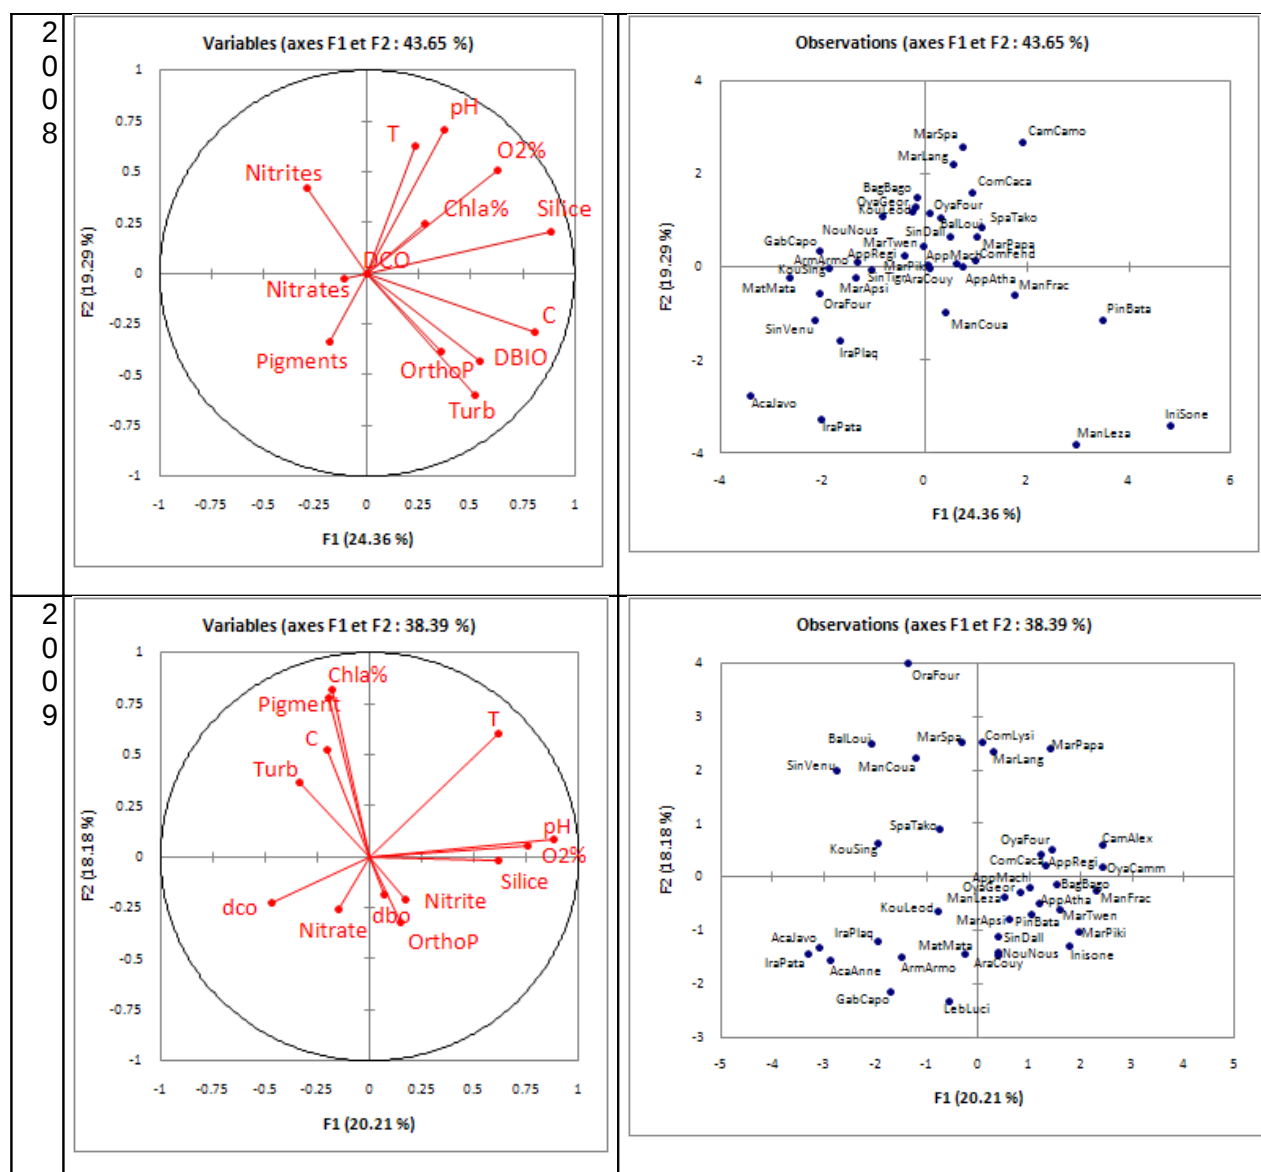 2
0
0
8
Variables (axes F1 et F2 : 43.65 %)
1
0.75
0.5
0.25
0
-0.25
-0.5
-0.75
-1
F2 (19.29 %)
pH
T
O2%
Nitrites
Chla%
Silice
DCO
Nitrates
C
Pigments
OrthoP
DBIO
Turb
-1 -0.75 -0.5 -0.25 0 0.25 0.5 0.75 1
F1 (24.36 %)
Observations (axes F1 et F2 : 43.65 %)
4
2
0
-2
-4
F2 (19.29 %)
MarSpa
CamCamo
MarLang
ComCaca
BagBago
OyaGeor
KouLeod
OyaFour
BalLoui
SpaTako
NouNous
SinDall
GabCapo
MarTwen
MarPapa
ArmArmo
AppRegi
AppMach
ComFend
KouSing
MarPiki
MatMata
MarApsi
SinTigr
AraCouy
AppAtha
ManFrac
OraFour
PinBata
SinVenu
ManCoua
IraPlaq
AcaJavo
IraPata
ManLeza
IniSone
-4 -2 0 2 4 6
F1 (24.36 %)
2
0
0
9
Variables (axes F1 et F2 : 38.39 %)
1
0.75
0.5
0.25
0
-0.25
-0.5
-0.75
-1
F2 (18.18 %)
Chla%
Pigment
T
C
Turb
pH
O2%
Silice
dco
Nitrite
dbo
Nitrate
OrthoP
-1 -0.75 -0.5 -0.25 0 0.25 0.5 0.75 1
F1 (20.21 %)
Observations (axes F1 et F2 : 38.39 %)
4
3
2
1
0
-1
-2
-3
F2 (18.18 %)
OraFour
BalLoui
MarSpa
ComLysi
MarPapa
MarLang
SinVenu
ManCoua
SpaTako
KouSing
OyaFour
CamAlex
ComCaca
AppRegi
OyaCamm
AppMachi
OyaGeor
BagBago
ManLeza
AppAtha
ManFrac
KouLeod
MarApsi
PinBata
MarTwen
IraPlaq
SinDall
MarPiki
AcaJavo
MatMata
NouNous
Inisone
IraPata
AcaAnne
ArmArmo
AraCouy
GabCapo
LebLuci
-5 -4 -3 -2 -1 0 1 2 3 4 5
F1 (20.21 %)